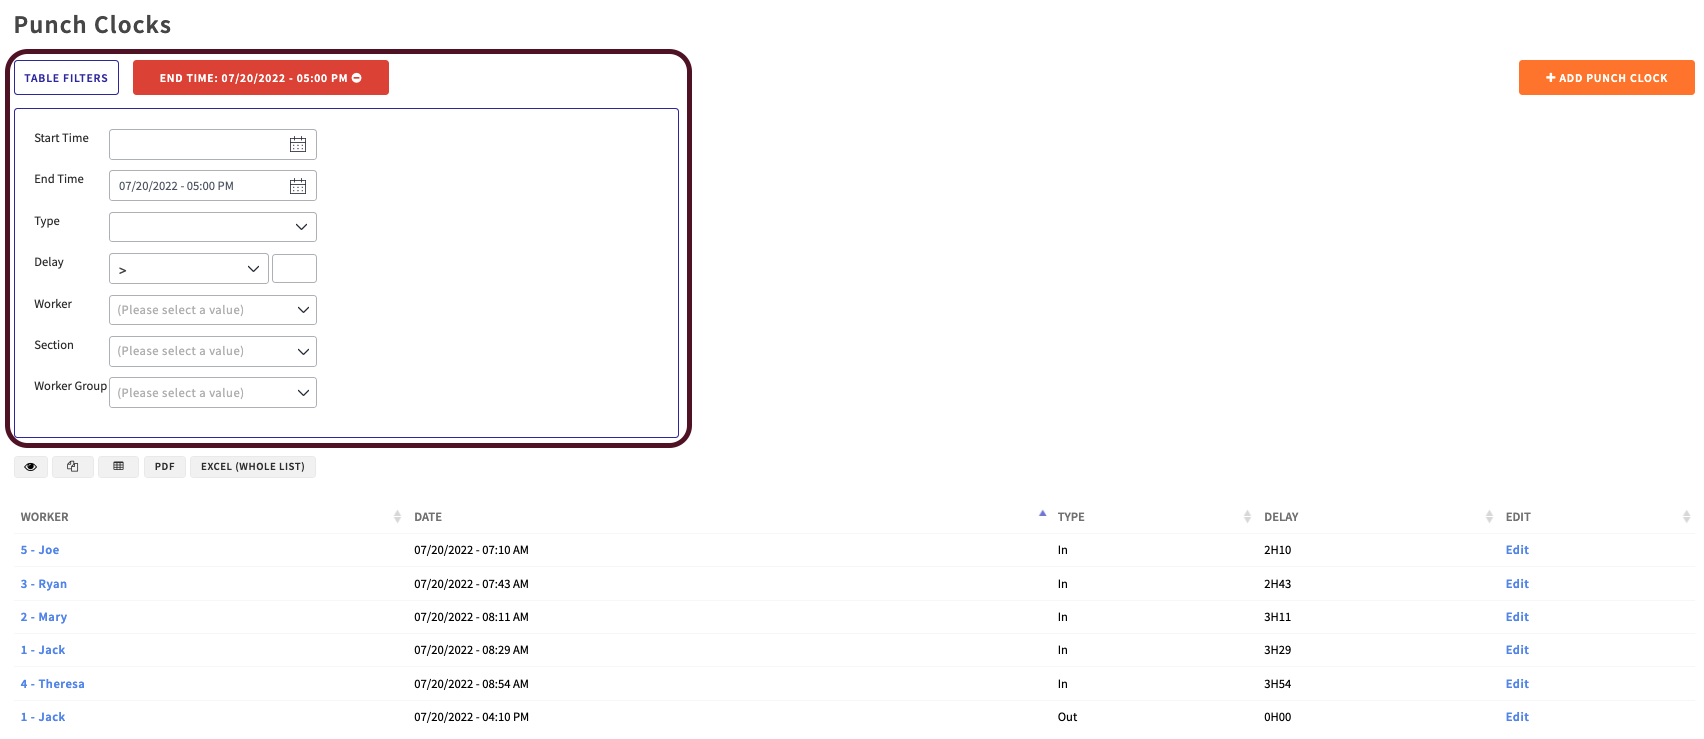 Punch Clocks
TABLE FILTERS
END TIME: 07/20/2022 - 05:00 PM
+ ADD PUNCH CLOCK
Start Time
End Time 07/20/2022 - 05:00 PM
Type
Delay >
Worker (Please select a value)
Section (Please select a value)
Worker Group (Please select a value)
PDF EXCEL (WHOLE LIST)
WORKER DATE TYPE DELAY EDIT
5 - Joe 07/20/2022 - 07:10 AM In 2H10 Edit
3 - Ryan 07/20/2022 - 07:43 AM In 2H43 Edit
2 - Mary 07/20/2022 - 08:11 AM In 3H11 Edit
1 - Jack 07/20/2022 - 08:29 AM In 3H29 Edit
4 - Theresa 07/20/2022 - 08:54 AM In 3H54 Edit
1 - Jack 07/20/2022 - 04:10 PM Out 0H00 Edit